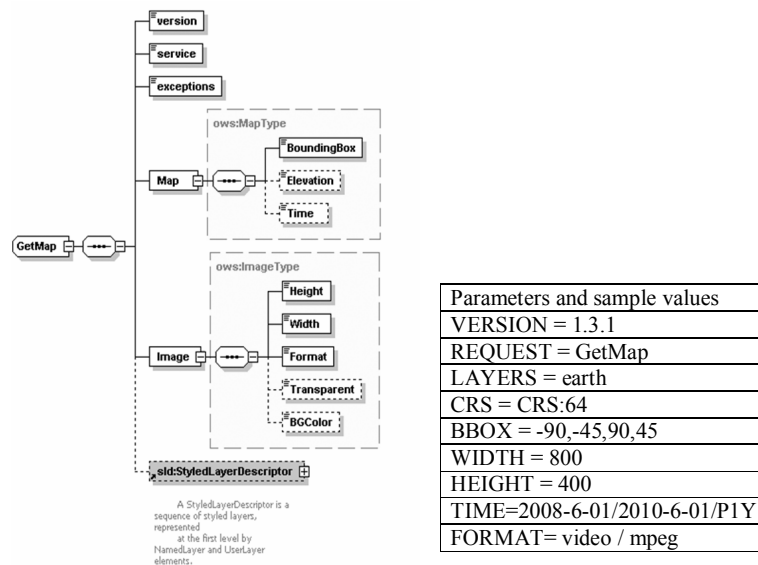 version
service
exceptions
ows:MapType
BoundingBox
Map
Elevation
Time
GetMap
ows:ImageType
Height
Width
Image
Format
Transparent
BGColor
sld:StyledLayerDescriptor
A StyledLayerDescriptor is a
sequence of styled layers,
represented
at the first level by
NamedLayer and UserLayer
elements.
Parameters and sample values
VERSION = 1.3.1
REQUEST = GetMap
LAYERS = earth
CRS = CRS:64
BBOX = -90,-45,90,45
WIDTH = 800
HEIGHT = 400
TIME=2008-6-01/2010-6-01/P1Y
FORMAT= video / mpeg